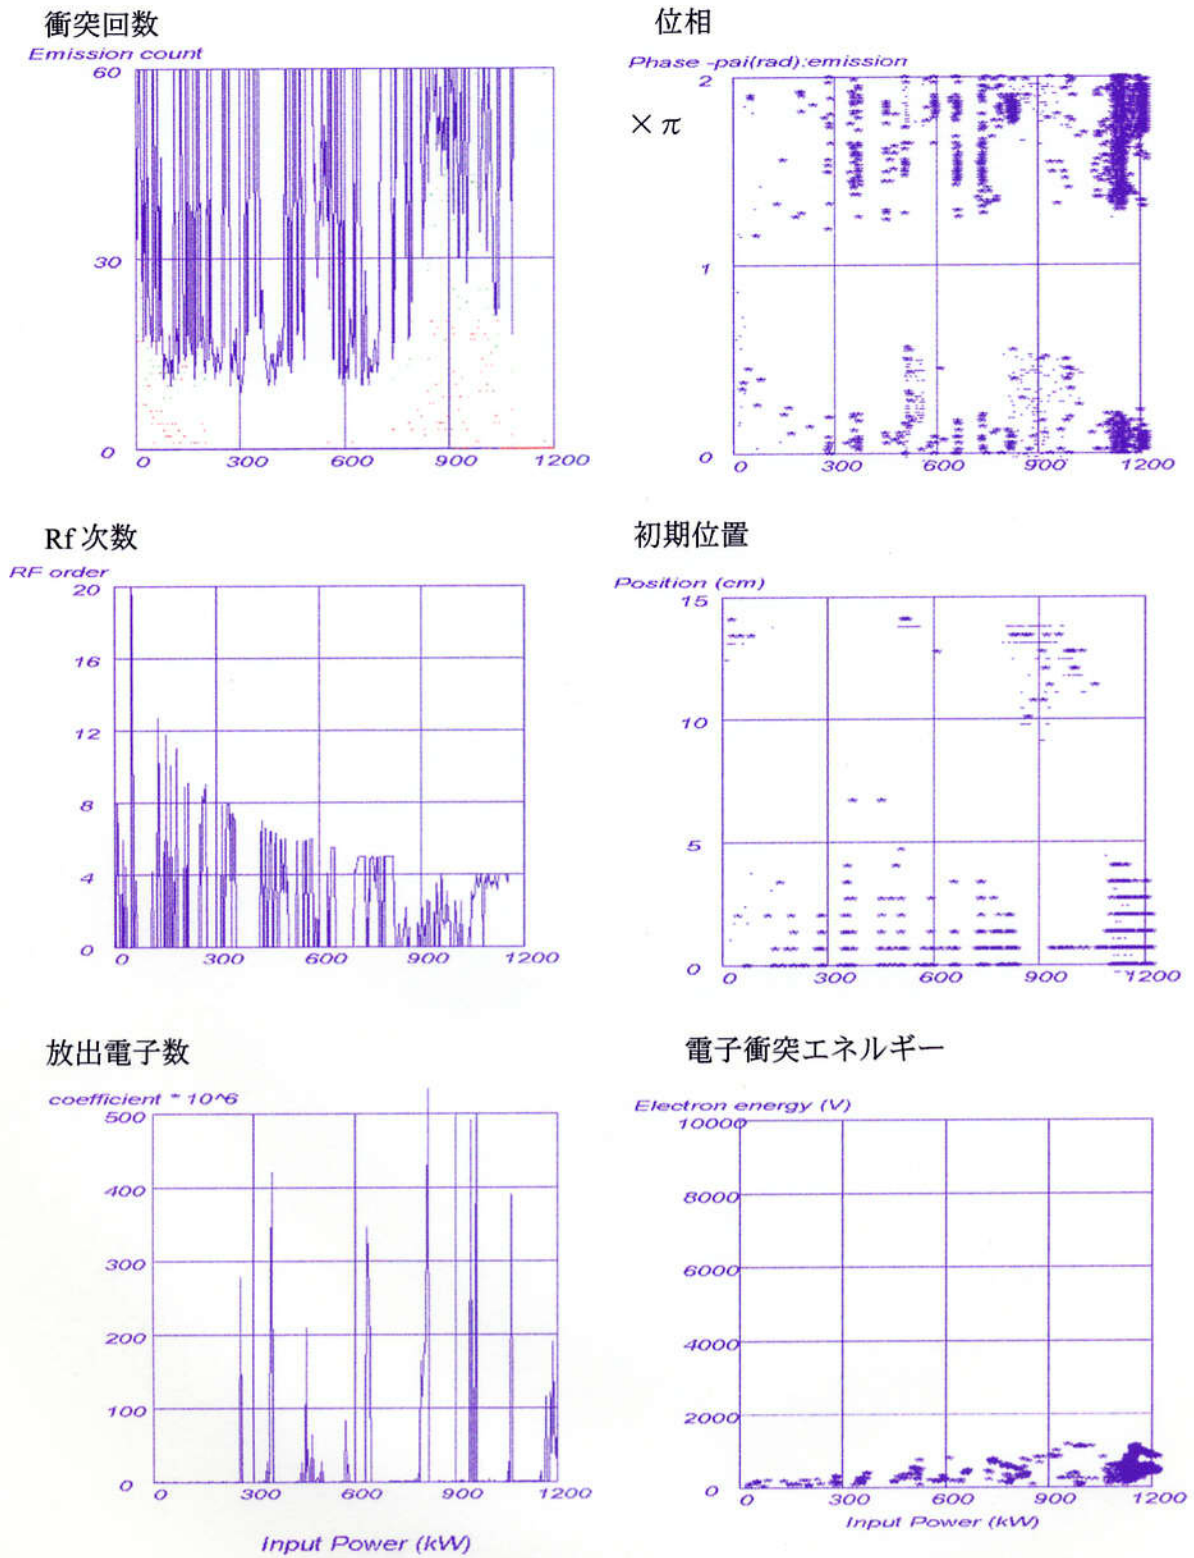 衝突回数
Emission count
60
30
0
0 300 600 900 1200
位相
Phase -pai(rad):emission
× π
2
1
0
0 300 600 900 1200
Rf 次数
RF order
20
16
12
8
4
0
0 300 600 900 1200
初期位置
Position (cm)
15
10
5
0
0 300 600 900 1200
放出電子数
coefficient * 10^6
500
400
300
200
100
0
0 300 600 900 1200
Input Power (kW)
電子衝突エネルギー
Electron energy (V)
10000
8000
6000
4000
2000
0
0 300 600 900 1200
Input Power (kW)